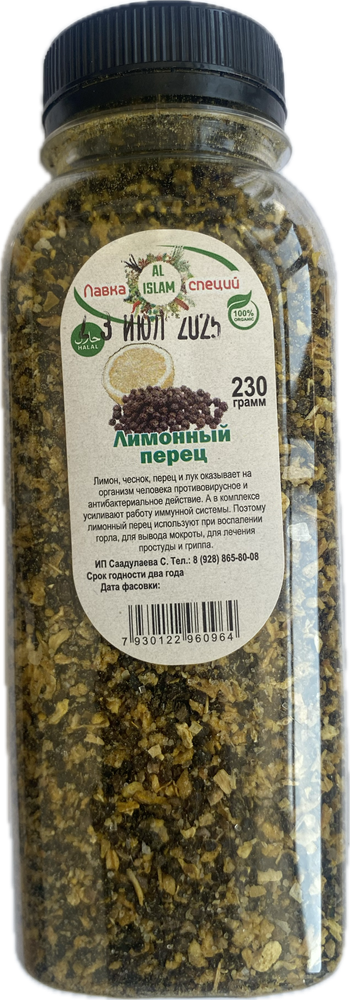 AL
ISLAM
Лавка специй
3 ИЮЛ 2025
حلال
HALAL
100%
ORGANIC
230
грамм
Лимонный
перец
Лимон, чеснок, перец и лук оказывает на
организм человека противовирусное и
антибактериальное действие. А в комплексе
усиливают работу иммунной системы. Поэтому
лимонный перец используют при воспалении
горла, для вывода мокроты, для лечения
простуды и гриппа.
ИП Саадулаева С. Тел.: 8 (928) 865-80-08
Срок годности два года
Дата фасовки:
7 930122 960964